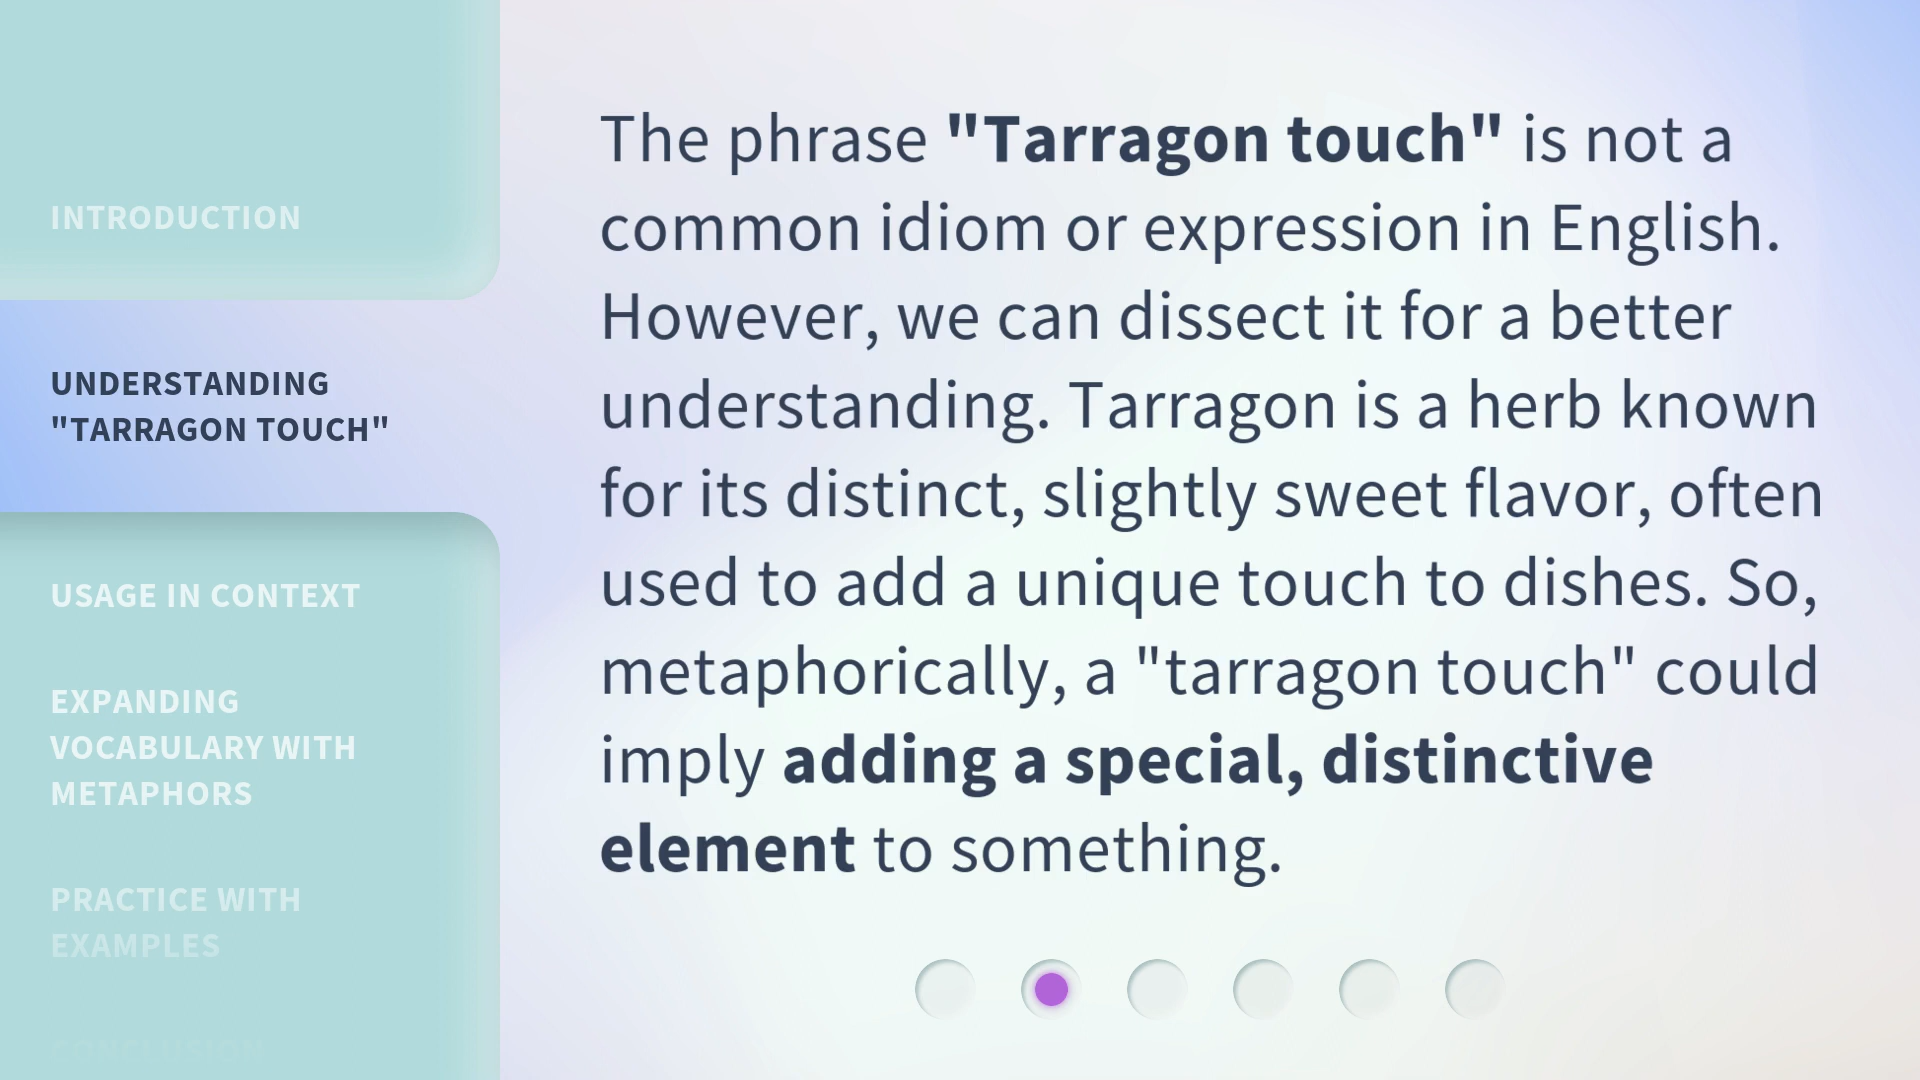 INTRODUCTION
UNDERSTANDING
"TARRAGON TOUCH"
USAGE IN CONTEXT
EXPANDING
VOCABULARY WITH
METAPHORS
PRACTICE WITH
EXAMPLES
CONCLUSION
The phrase "Tarragon touch" is not a
common idiom or expression in English.
However, we can dissect it for a better
understanding. Tarragon is a herb known
for its distinct, slightly sweet flavor, often
used to add a unique touch to dishes. So,
metaphorically, a "tarragon touch" could
imply adding a special, distinctive
element to something.